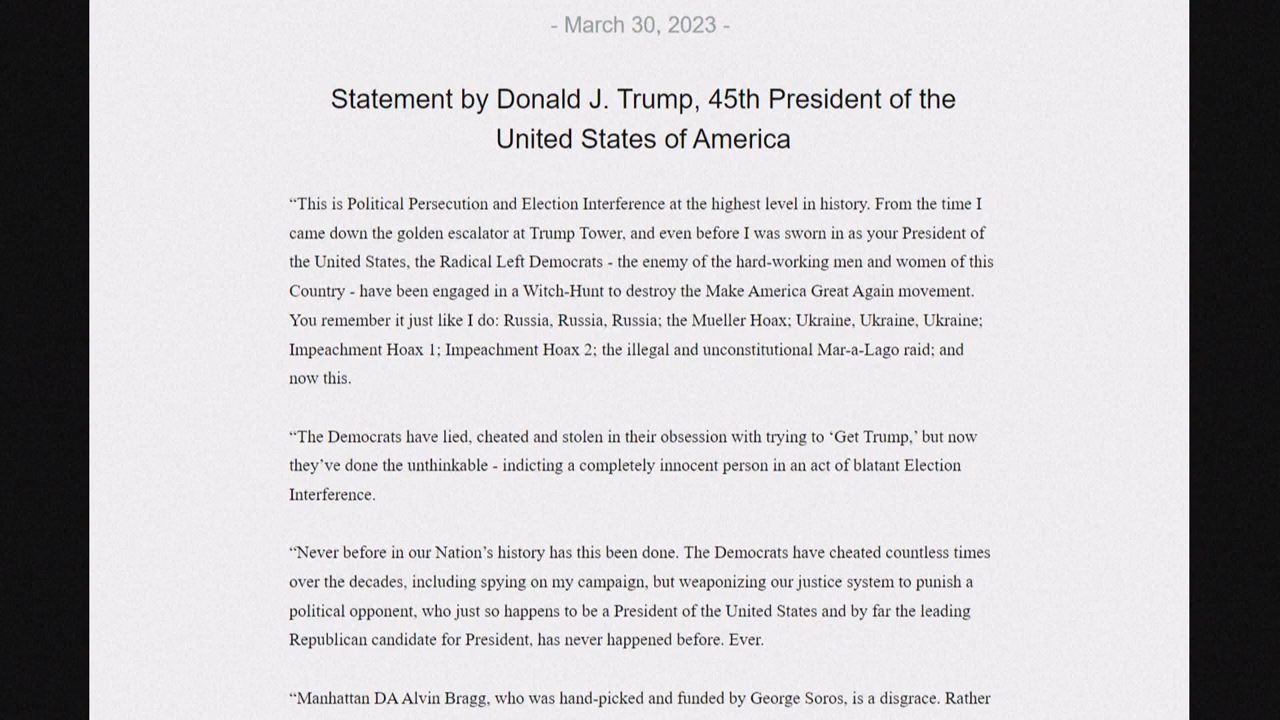 - March 30, 2023 -
Statement by Donald J. Trump, 45th President of the
United States of America
“This is Political Persecution and Election Interference at the highest level in history. From the time I
came down the golden escalator at Trump Tower, and even before I was sworn in as your President of
the United States, the Radical Left Democrats - the enemy of the hard-working men and women of this
Country - have been engaged in a Witch-Hunt to destroy the Make America Great Again movement.
You remember it just like I do: Russia, Russia, Russia; the Mueller Hoax; Ukraine, Ukraine, Ukraine;
Impeachment Hoax 1; Impeachment Hoax 2; the illegal and unconstitutional Mar-a-Lago raid; and
now this.
“The Democrats have lied, cheated and stolen in their obsession with trying to ‘Get Trump,’ but now
they’ve done the unthinkable - indicting a completely innocent person in an act of blatant Election
Interference.
“Never before in our Nation’s history has this been done. The Democrats have cheated countless times
over the decades, including spying on my campaign, but weaponizing our justice system to punish a
political opponent, who just so happens to be a President of the United States and by far the leading
Republican candidate for President, has never happened before. Ever.
“Manhattan DA Alvin Bragg, who was hand-picked and funded by George Soros, is a disgrace. Rather